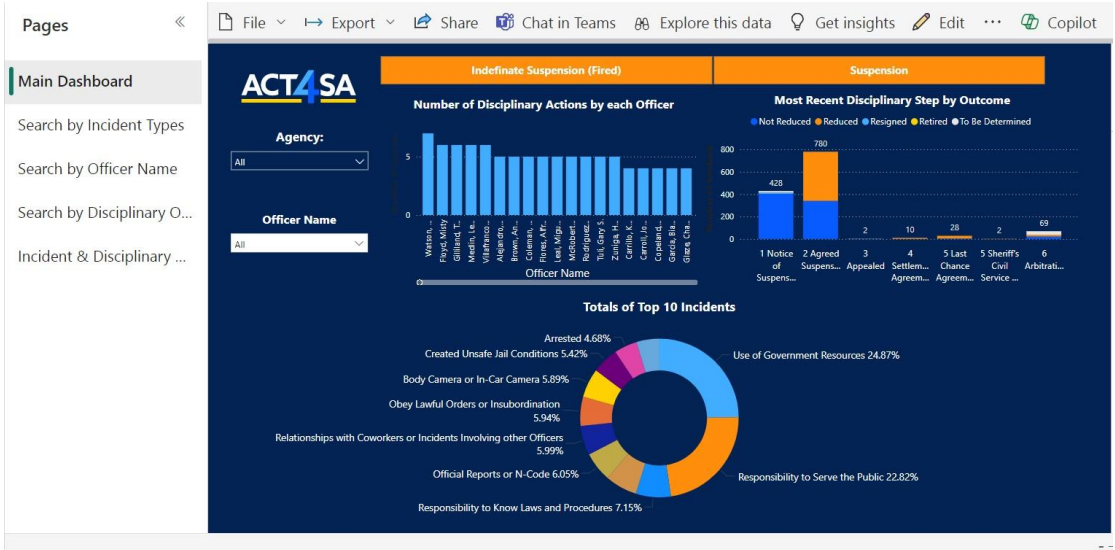 Pages
File
Export
Share
Chat in Teams
Explore this data
Get insights
Edit
Copilot
Main Dashboard
Search by Incident Types
Search by Officer Name
Search by Disciplinary O...
Incident & Disciplinary ...
ACT4SA
Agency:
All
Officer Name
All
Indefinate Suspension (Fired)
Suspension
Number of Disciplinary Actions by each Officer
5
0
Watson, ...
Floyd, Misty
Gilliand, T...
Medlin, Le...
Villafranco...
Alejandro,...
Brown, An...
Coleman, ...
Flores, Alfr...
Leal, Migu...
McRobert...
Rodriguez,...
Tuli, Gary S.
Zuniga, H...
Carrillo, K...
Carroll, Jo...
Copeland,...
Garcia, Bla...
Glaze, Cha...
Officer Name
Most Recent Disciplinary Step by Outcome
Not Reduced Reduced Resigned Retired To Be Determined
800
600
400
200
0
428
780
2
10
28
2
69
1 Notice of Suspens...
2 Agreed Suspens...
3 Appealed
4 Settlem... Agreem...
5 Last Chance Agreem...
5 Sheriff's Civil Service ...
6 Arbitrati...
Totals of Top 10 Incidents
Arrested 4.68%
Created Unsafe Jail Conditions 5.42%
Body Camera or In-Car Camera 5.89%
Obey Lawful Orders or Insubordination
5.94%
Relationships with Coworkers or Incidents Involving other Officers
5.99%
Official Reports or N-Code 6.05%
Responsibility to Know Laws and Procedures 7.15%
Use of Government Resources 24.87%
Responsibility to Serve the Public 22.82%